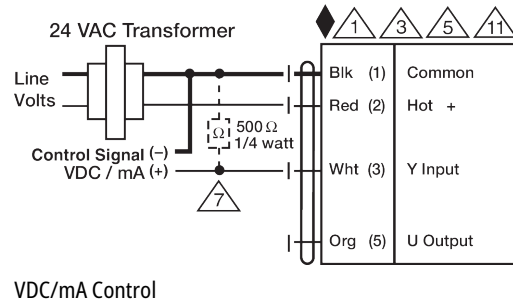 1 3 5 11
24 VAC Transformer
Line
Volts
Blk (1) Common
Red (2) Hot +
Ω 500 Ω
1/4 watt
Control Signal (–)
VDC / mA (+)
Wht (3) Y Input
7
Org (5) U Output
VDC/mA Control